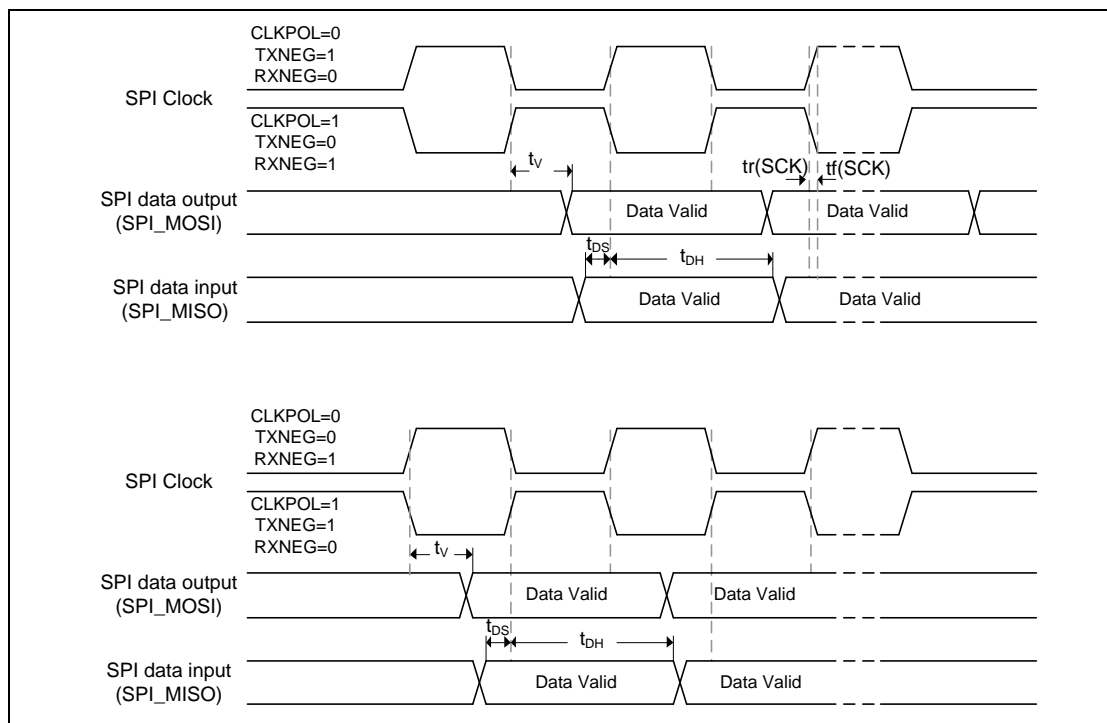 CLKPOL=0
TXNEG=1
RXNEG=0
SPI Clock
CLKPOL=1
TXNEG=0
RXNEG=1
tV
tr(SCK)
tf(SCK)
SPI data output
(SPI_MOSI)
Data Valid
Data Valid
tDS
tDH
SPI data input
(SPI_MISO)
Data Valid
Data Valid
CLKPOL=0
TXNEG=0
RXNEG=1
SPI Clock
CLKPOL=1
TXNEG=1
RXNEG=0
tV
SPI data output
(SPI_MOSI)
Data Valid
Data Valid
tDS
tDH
SPI data input
(SPI_MISO)
Data Valid
Data Valid